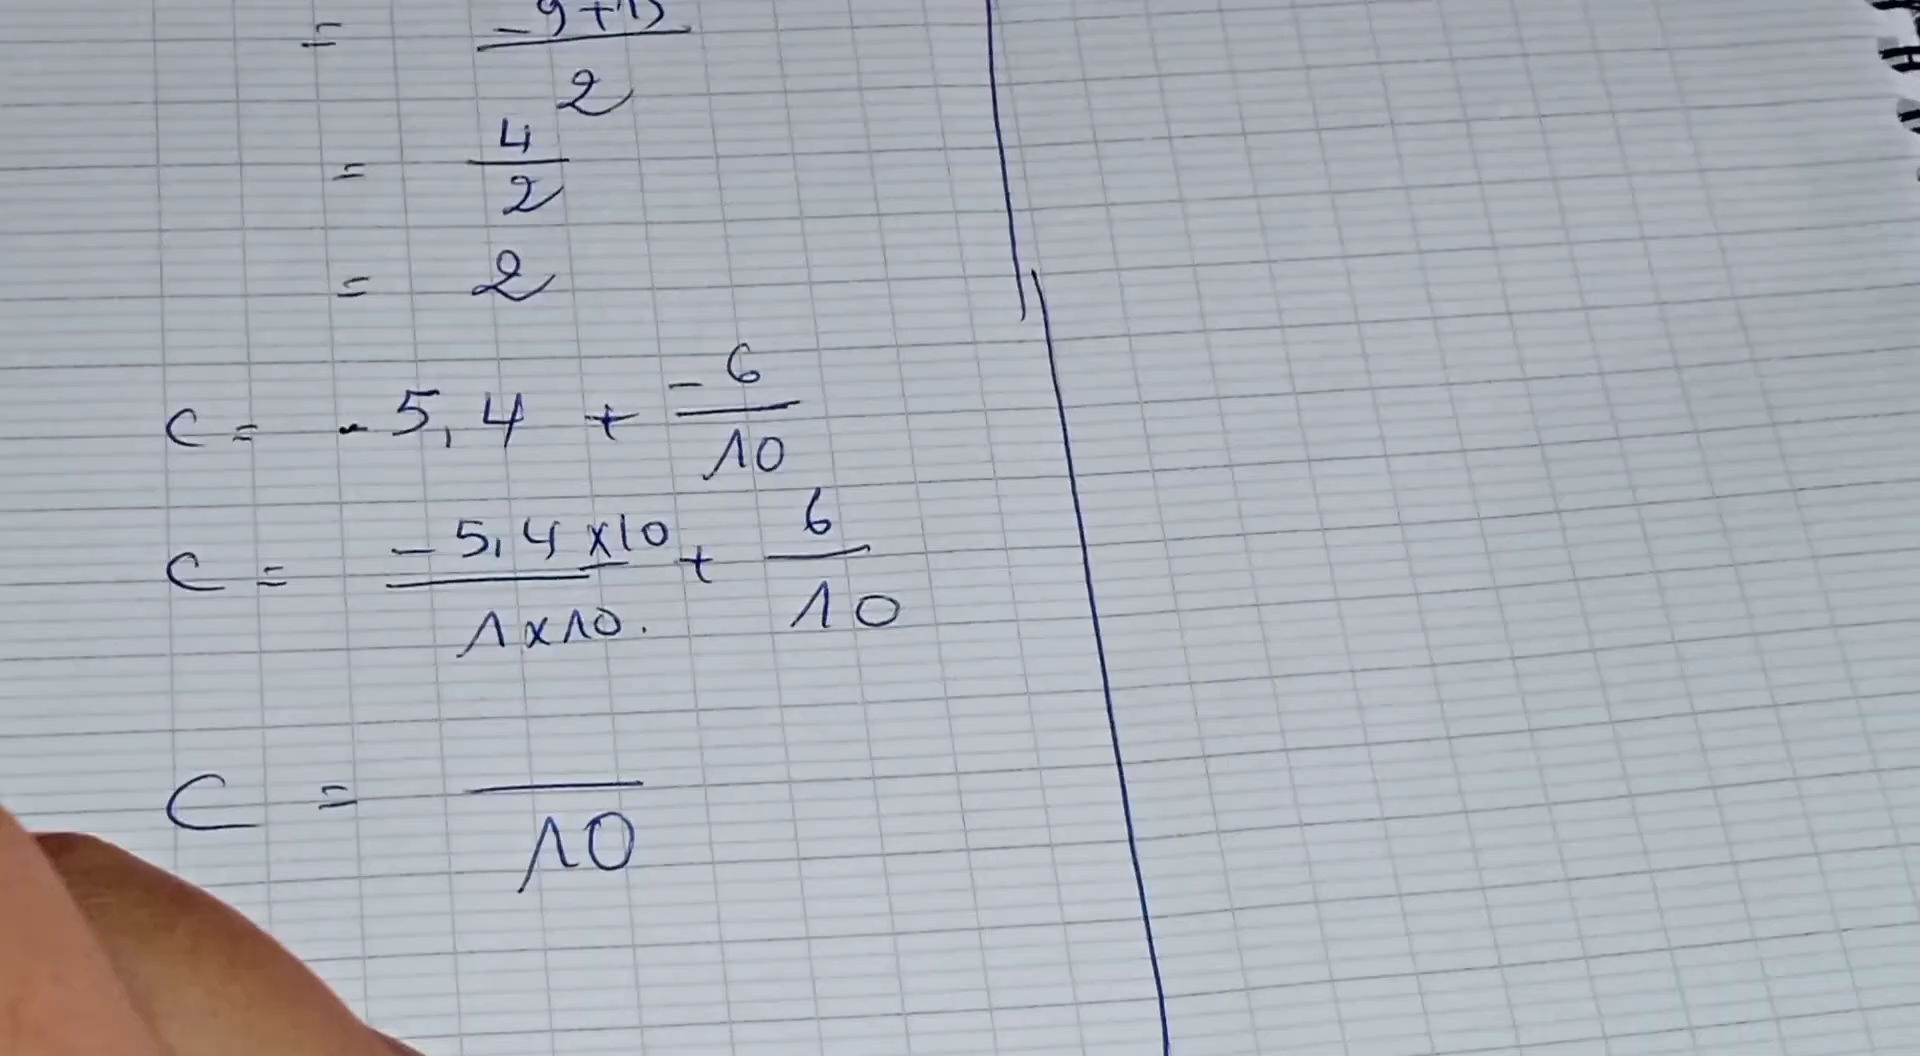 = -9+13/2
= 4/2
= 2
C = - 5,4 + -6/10
C = -5,4 x10/1x10. + 6/10
C = /10